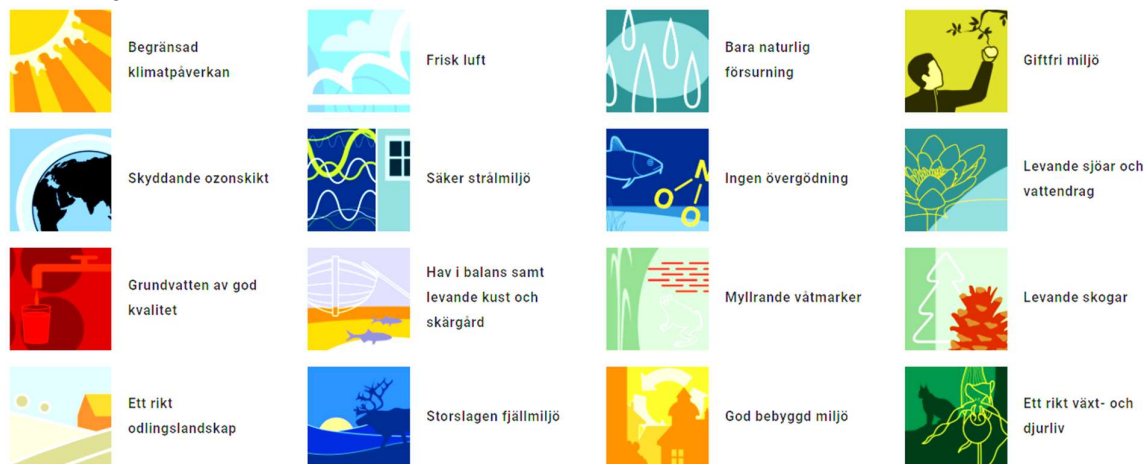 Begränsad
klimatpåverkan
Frisk luft
Bara naturlig
försurning
Giftfri miljö
Skyddande ozonskikt
Säker strålmiljö
Ingen övergödning
N
O
O
Levande sjöar och
vattendrag
Grundvatten av god
kvalitet
Hav i balans samt
levande kust och
skärgård
Myllrande våtmarker
Levande skogar
Ett rikt
odlingslandskap
Storslagen fjällmiljö
God bebyggd miljö
Ett rikt växt- och
djurliv